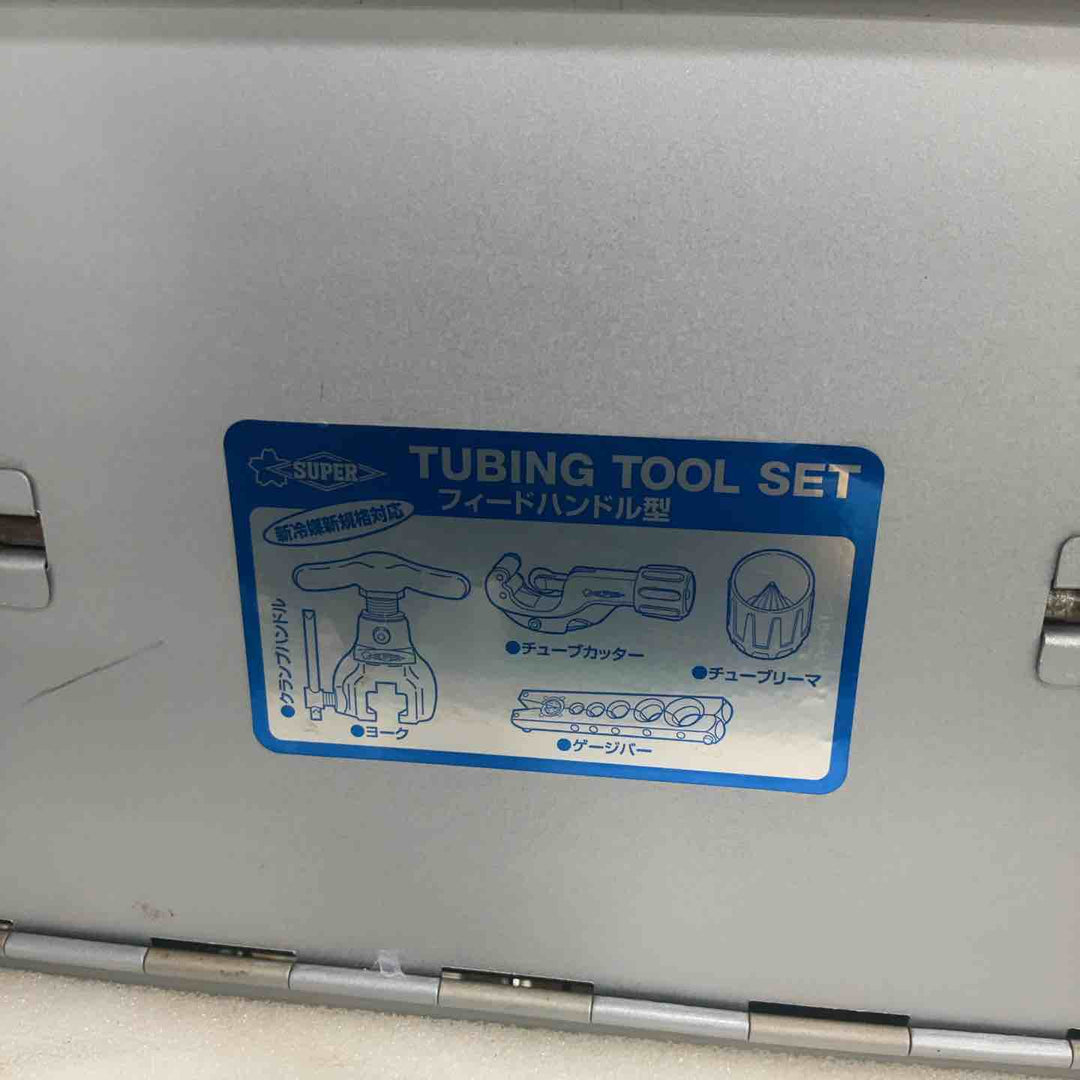 SUPER
TUBING TOOL SET
フィードハンドル型
新冷媒新規格対応
●クランプハンドル
●ヨーク
●チューブカッター
●チューブリーマ
●ゲージバー